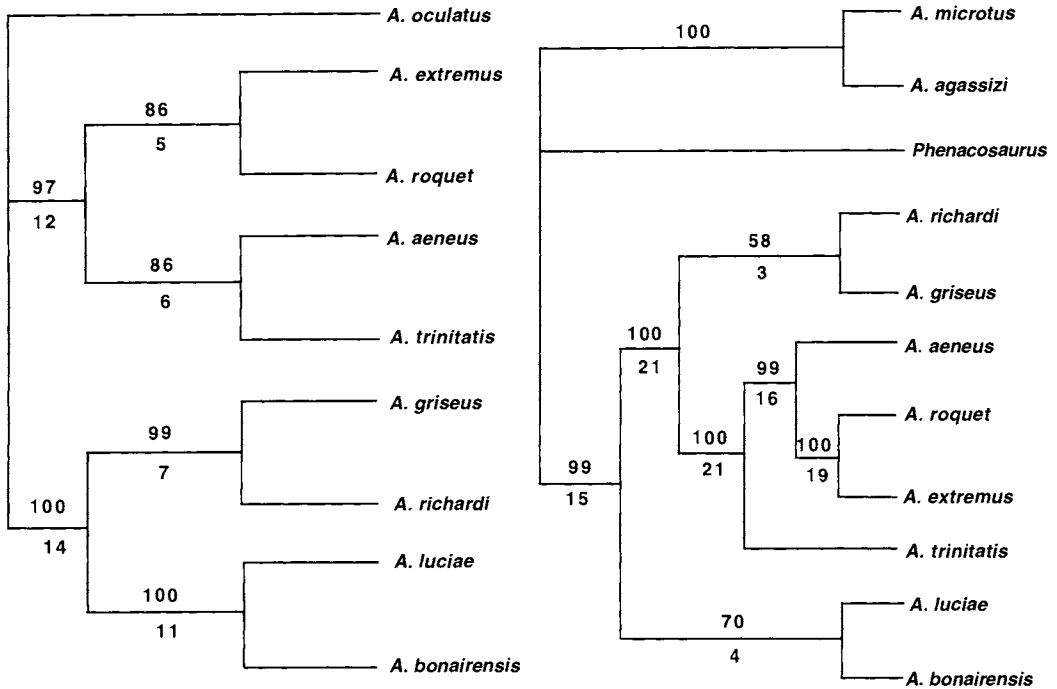 A. oculatus
A. extremus
86
5
A. roquet
97
12
A. aeneus
86
6
A. trinitatis
A. griseus
99
7
A. richardi
100
14
A. luciae
100
11
A. bonairensis
A. microtus
100
A. agassizi
Phenacosaurus
A. richardi
58
3
A. griseus
100
21
A. aeneus
99
16
A. roquet
100
21
100
19
A. extremus
99
15
A. trinitatis
A. luciae
70
4
A. bonairensis